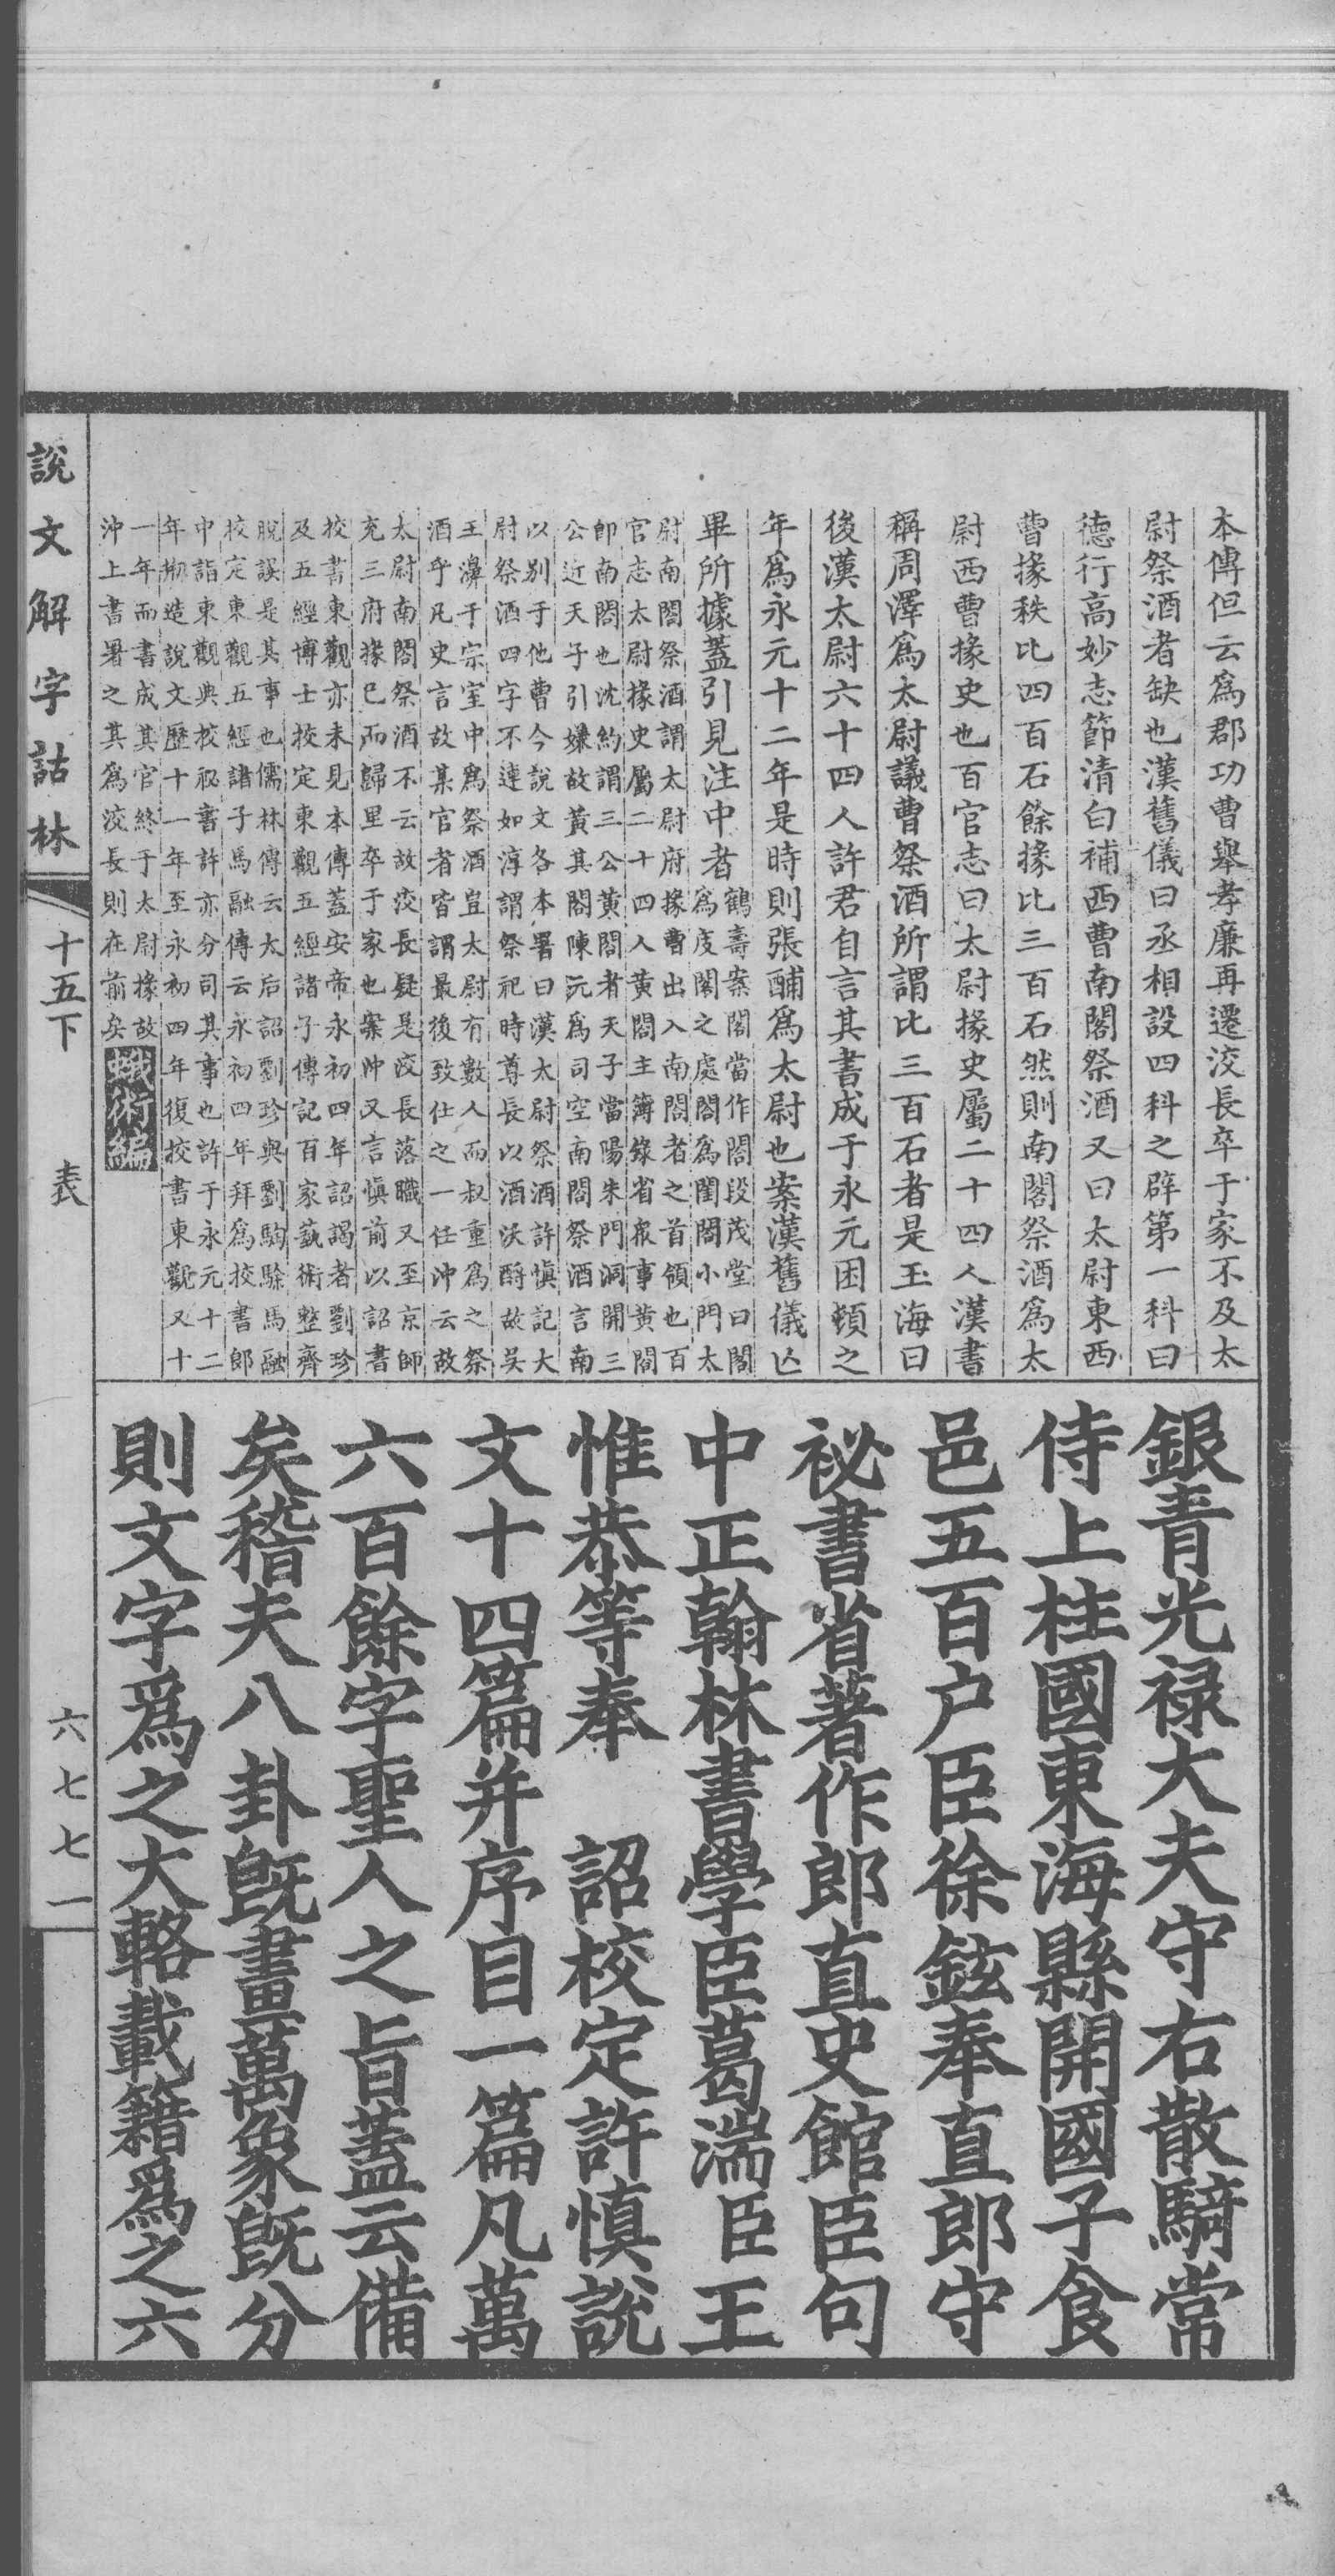 本傳但云爲郡功曹舉孝廉再遷洨長卒于家不及太
尉祭酒者缺也漢舊儀曰丞相設四科之辟第一科曰
德行高妙志節清白補西曹南閣祭酒又曰太尉東西
曹掾秩比四百石餘掾比三百石然則南閣祭酒爲太
尉西曹掾史也百官志曰太尉掾史屬二十四人漢書
稱周澤爲太尉議曹祭酒所謂比三百石者是玉海曰
後漢太尉六十四人許君自言其書成于永元困頓之
年爲永元十二年是時則張酺爲太尉也案漢舊儀亾
畢所據蓋引見注中者
鶴壽案閣當作閤段茂堂曰閣
爲庋閣之處閤爲閨閤小門太
尉南閤祭酒謂太尉府掾曹出入南閤者之首領也百
官志太尉掾史屬二十四人黃閤主簿錄省衆事黃閤
卽南閤也沈約謂三公黃閤者天子當陽朱門洞開三
公近天子引嫌故黃其閤陳沅爲司空南閤祭酒言南
以别于他曹今說文各本署曰漢太尉祭酒許愼記大
尉祭酒四字不連如淳謂祭祀時尊長以酒沃酹故吳
王濞于宗室中爲祭酒豈太尉有數人而叔重爲之祭
酒乎凡史言故某官者皆謂最後致仕之一任沖云故
太尉南閤祭酒不云故洨長疑是洨長落職又至京師
充三府掾已而歸里卒于家也案沖又言愼前以詔書
校書東觀亦未見本傳蓋安帝永初四年詔謁者劉珍
及五經博士校定東觀五經諸子傳記百家蓺術整齊
脫誤是其事也儒林傳云太后詔劉珍與劉騊駼馬融
校定東觀五經諸子馬融傳云永初四年拜爲校書郎
中詣東觀典校祕書許亦分司其事也許于永元十二
年剏造說文歷十一年至永初四年復校書東觀又十
一年而書成其官終于太尉掾故
沖上書署之其爲洨長則在前矣
蛾術編
銀青光禄大夫守右散騎常
侍上柱國東海縣開國子食
邑五百户臣徐鉉奉直郎守
祕書省著作郎直史館臣句
中正翰林書學臣葛湍臣王
惟恭等奉　詔校定許慎說
文十四篇并序目一篇凡萬
六百餘字聖人之旨蓋云備
矣稽夫八卦旣畫萬象旣分
則文字爲之大輅載籍爲之六
說文解字詁林
十五下
表
六七七一